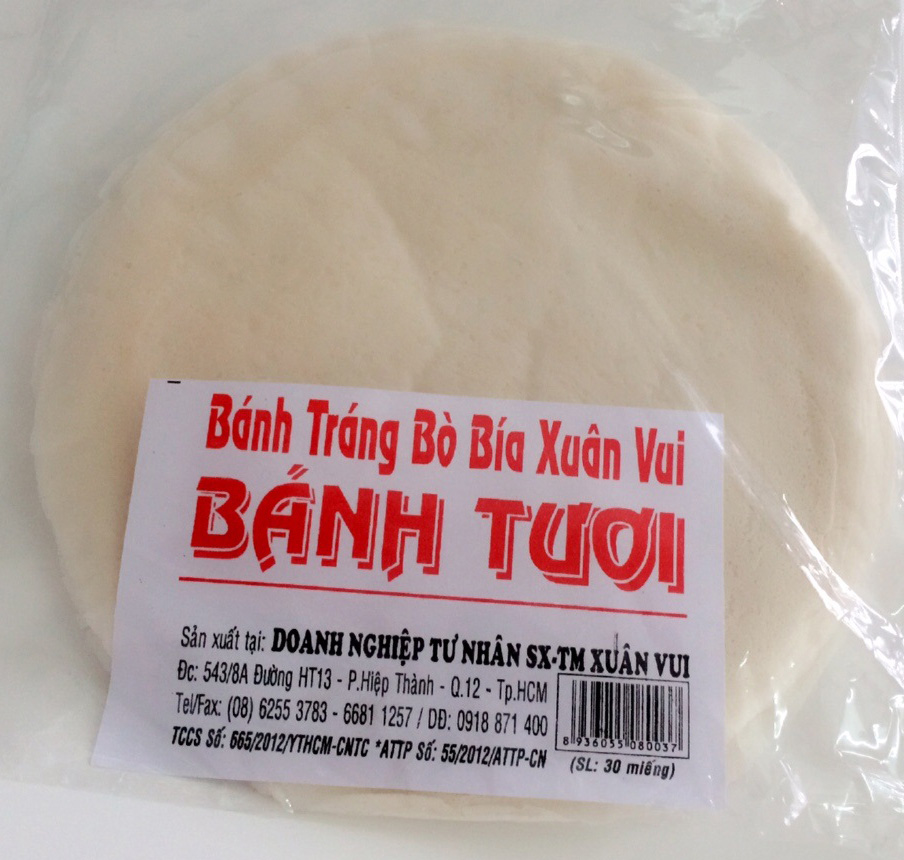 Bánh Tráng Bò Bía Xuân Vui
BÁNH TƯƠI
Sản xuất tại: DOANH NGHIỆP TƯ NHÂN SX-TM XUÂN VUI
Đc: 543/8A Đường HT13 - P.Hiệp Thành - Q.12 - Tp.HCM
Tel/Fax: (08) 6255 3783 - 6681 1257 / DĐ: 0918 871 400
TCCS Số: 665/2012/YTHCM-CNTC *ATTP Số: 55/2012/ATTP-CN
8 936055 080037
(SL: 30 miếng)